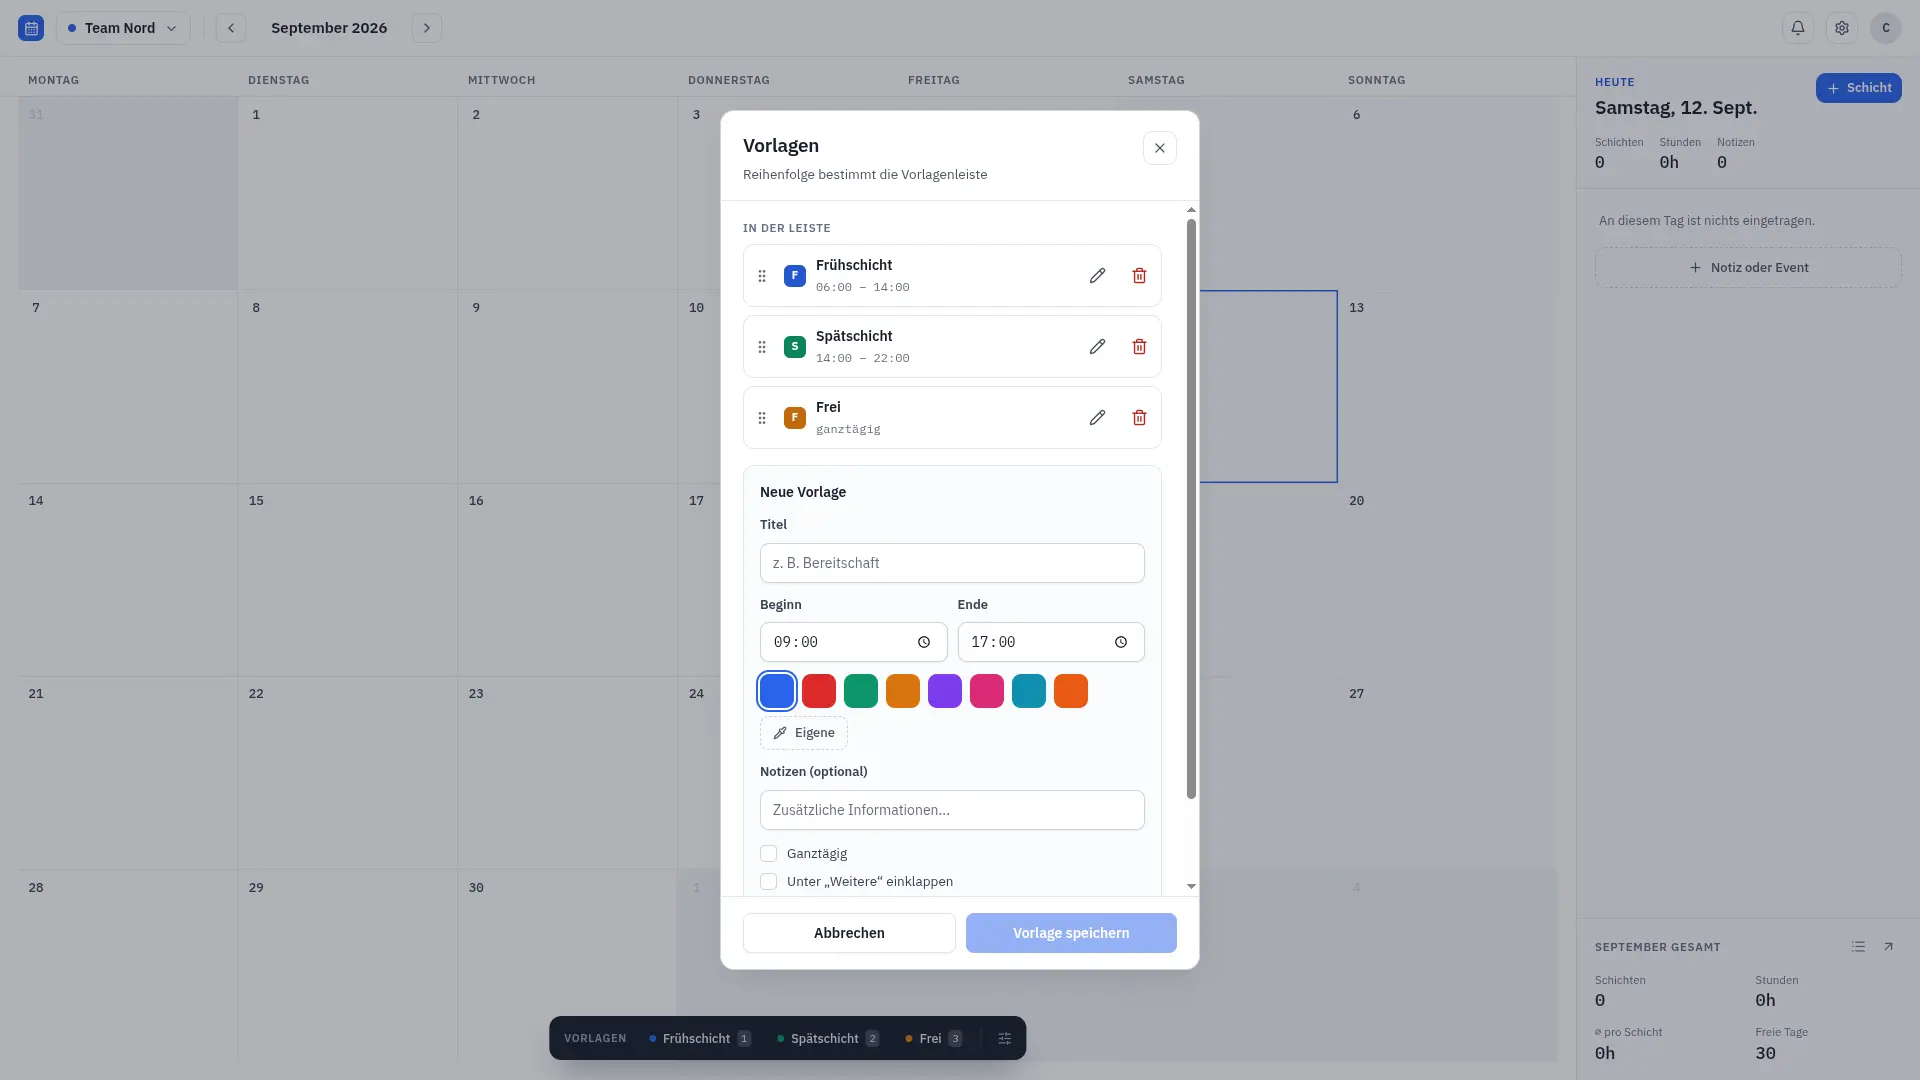 Team Nord
September 2026
C
MONTAG DIENSTAG MITTWOCH DONNERSTAG FREITAG SAMSTAG SONNTAG
31 1 2 3 6
7 8 9 10 13
14 15 16 17 20
21 22 23 24 27
28 29 30 1 4
HEUTE
Samstag, 12. Sept.
Schicht
Schichten Stunden Notizen
0 0h 0
An diesem Tag ist nichts eingetragen.
Notiz oder Event
SEPTEMBER GESAMT
Schichten Stunden
0 0h
⌀ pro Schicht Freie Tage
0h 30
Vorlagen
Reihenfolge bestimmt die Vorlagenleiste
IN DER LEISTE
F Frühschicht
06:00 – 14:00
S Spätschicht
14:00 – 22:00
F Frei
ganztägig
Neue Vorlage
Titel
z. B. Bereitschaft
Beginn Ende
09:00 17:00
Eigene
Notizen (optional)
Zusätzliche Informationen...
Ganztägig
Unter „Weitere“ einklappen
Abbrechen Vorlage speichern
VORLAGEN Frühschicht 1 Spätschicht 2 Frei 3